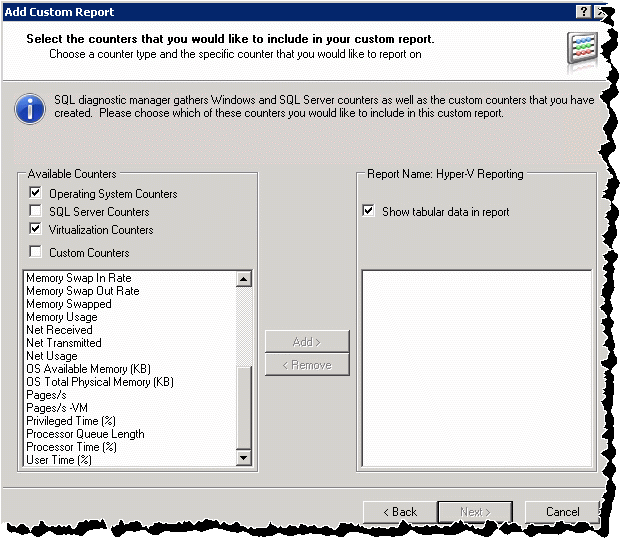 Add Custom Report
Select the counters that you would like to include in your custom report.
Choose a counter type and the specific counter that you would like to report on
SQL diagnostic manager gathers Windows and SQL Server counters as well as the custom counters that you have
created. Please choose which of these counters you would like to include in this custom report.
Available Counters
Operating System Counters
SQL Server Counters
Virtualization Counters
Custom Counters
Memory Swap In Rate
Memory Swap Out Rate
Memory Swapped
Memory Usage
Net Received
Net Transmitted
Net Usage
OS Available Memory (KB)
OS Total Physical Memory (KB)
Pages/s
Pages/s -VM
Privileged Time (%)
Processor Queue Length
Processor Time (%)
User Time (%)
Add >
< Remove
Report Name: Hyper-V Reporting
Show tabular data in report
< Back
Next >
Cancel